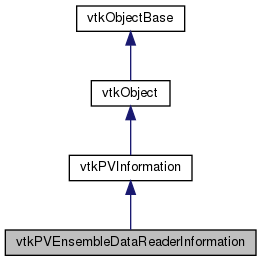 vtkObjectBase
vtkObject
vtkPVInformation
vtkPVEnsembleDataReaderInformation